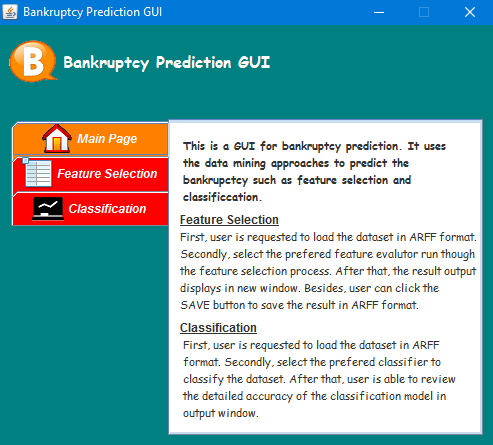 Bankruptcy Prediction GUI
B Bankruptcy Prediction GUI
Main Page
Feature Selection
Classification
This is a GUI for bankruptcy prediction. It uses
the data mining approaches to predict the
bankrupctcy such as feature selection and
classificcation.
Feature Selection
First, user is requested to load the dataset in ARFF format.
Secondly, select the prefered feature evalutor run though
the feature selection process. After that, the result output
displays in new window. Besides, user can click the
SAVE button to save the result in ARFF format.
Classification
First, user is requested to load the dataset in ARFF
format. Secondly, select the prefered classifier to
classify the dataset. After that, user is able to review
the detailed accuracy of the classification model in
output window.